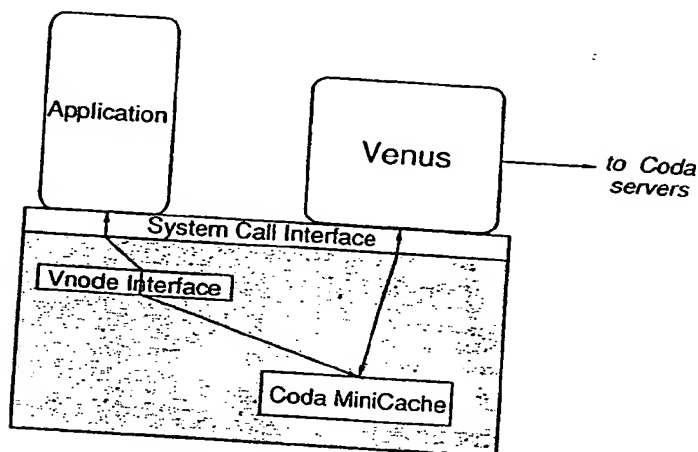 Application
Venus
to Coda
servers
System Call Interface
Vnode Interface
Coda MiniCache